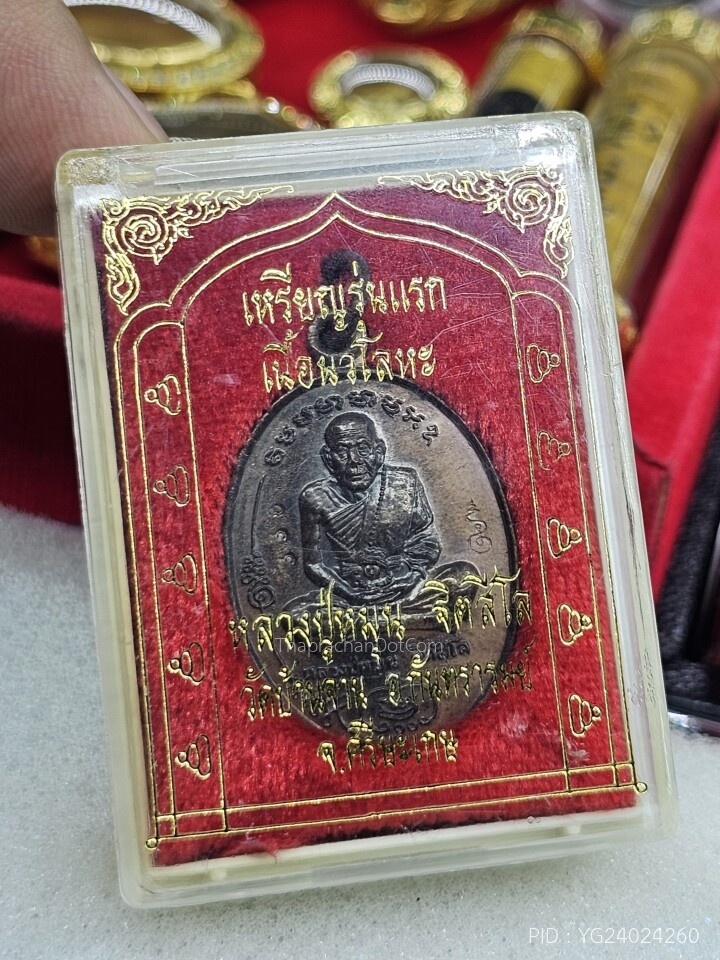 เหรียญรุ่นแรก
เนื้อนวโลหะ
หลวงปู่หมุน ฐิตสีโล
ThaprachanDotCom
วัดบ้านจาน อ.กันทรารมย์
จ.ศรีษะเกษ
PID : YG24024260